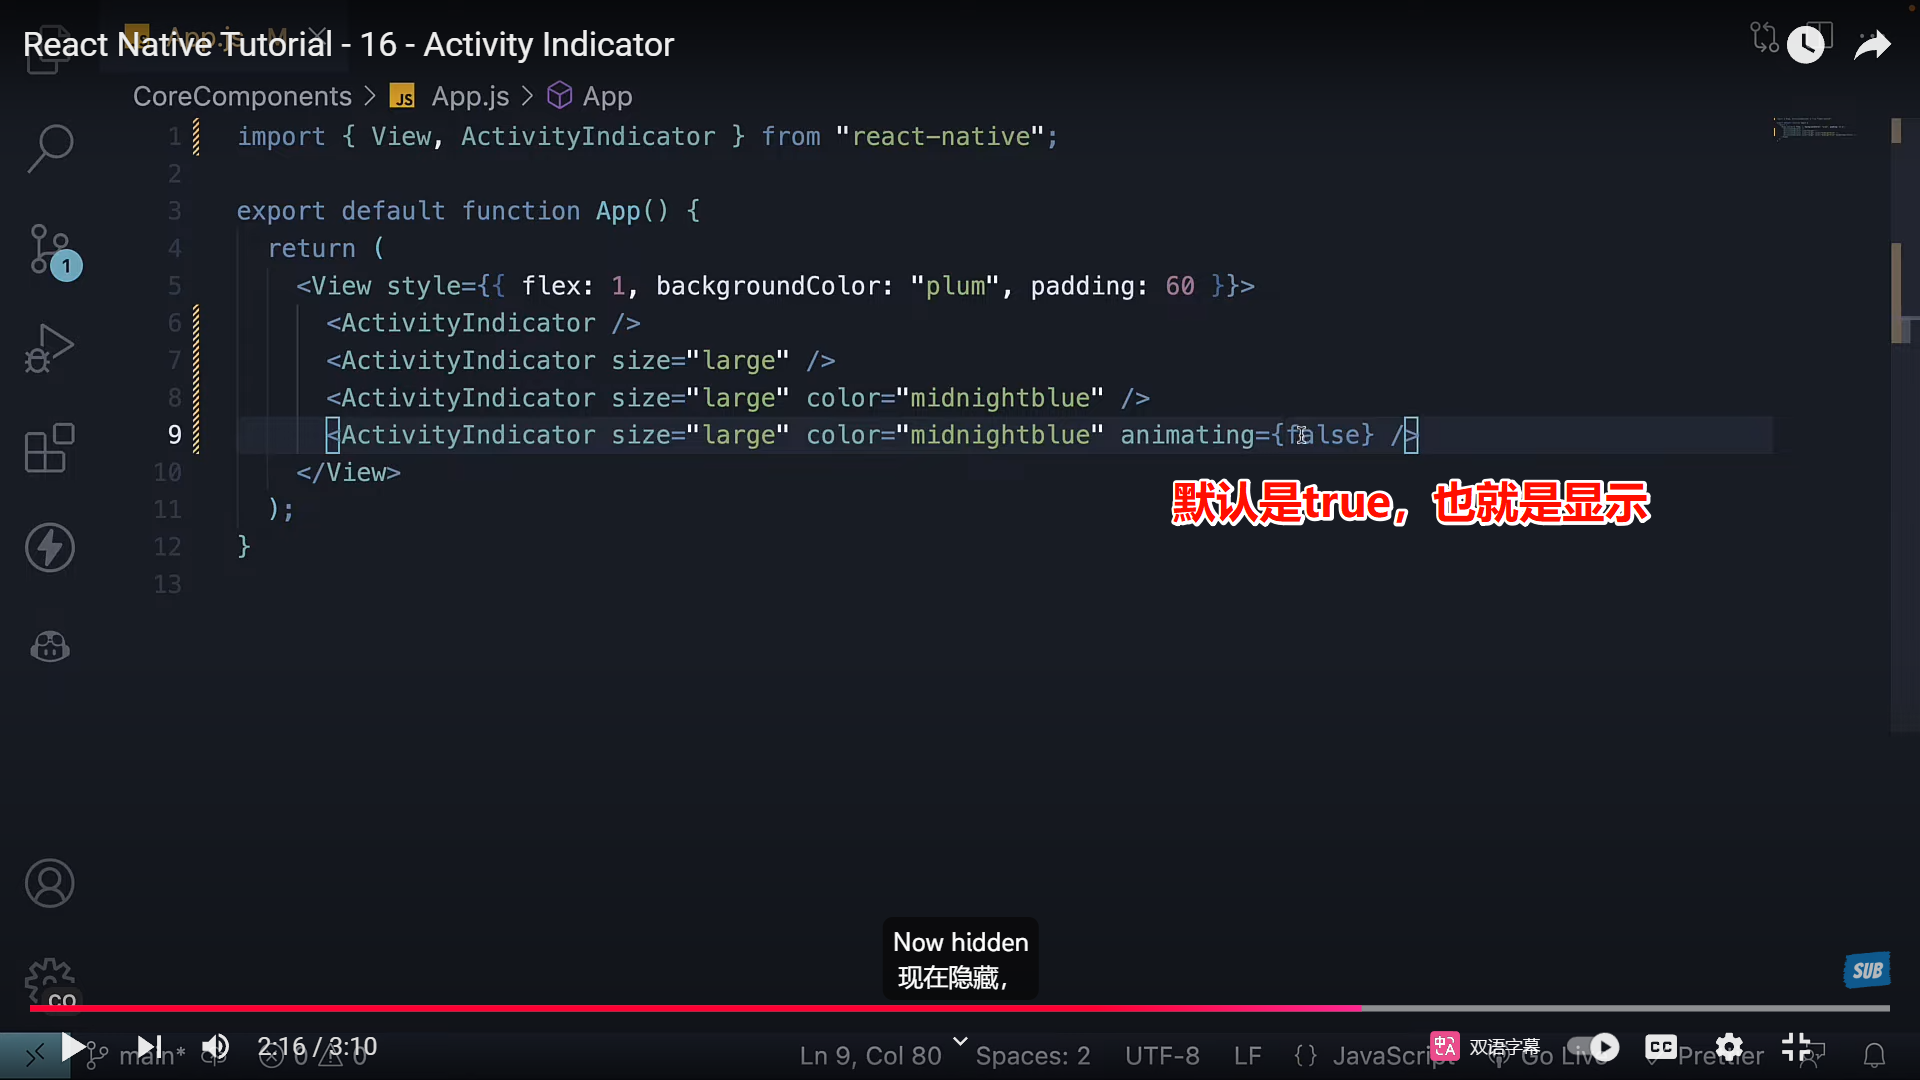 React Native Tutorial - 16 - Activity Indicator
CoreComponents > JS App.js > App
1 import { View, ActivityIndicator } from "react-native";
2
3 export default function App() {
4 return (
5 <View style={{ flex: 1, backgroundColor: "plum", padding: 60 }}>
6 <ActivityIndicator />
7 <ActivityIndicator size="large" />
8 <ActivityIndicator size="large" color="midnightblue" />
9 <ActivityIndicator size="large" color="midnightblue" animating={false} />
10 </View>
11 );
12 }
13
1
默认是true，也就是显示
Now hidden
现在隐藏，
SUB
CO
main* 0 0
2:16 / 3:10
Ln 9, Col 80 Spaces: 2 UTF-8 LF {} JavaScript Go Live Prettier
双语字幕
CC